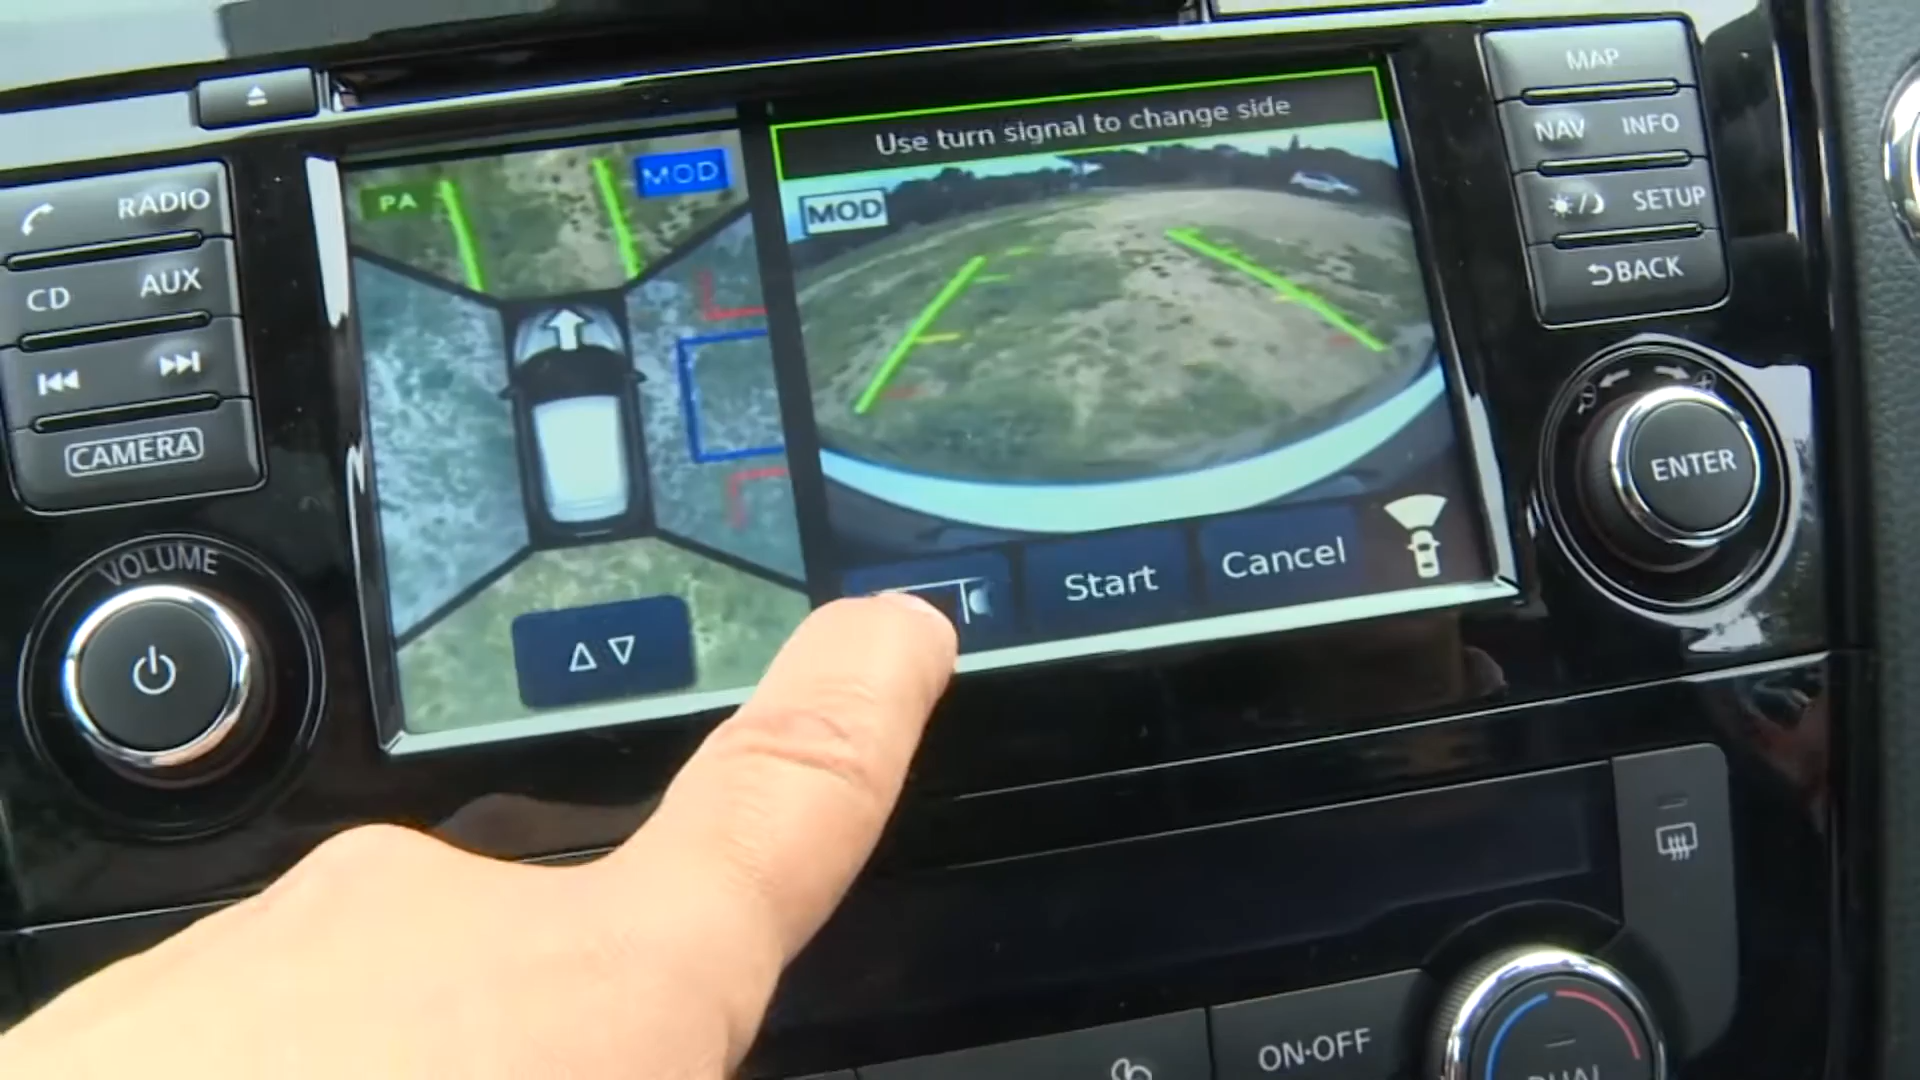 MAP
NAV INFO
SETUP
BACK
ENTER
RADIO
CD AUX
CAMERA
VOLUME
PA
MOD
Use turn signal to change side
MOD
Start
Cancel
ON·OFF
DUAL